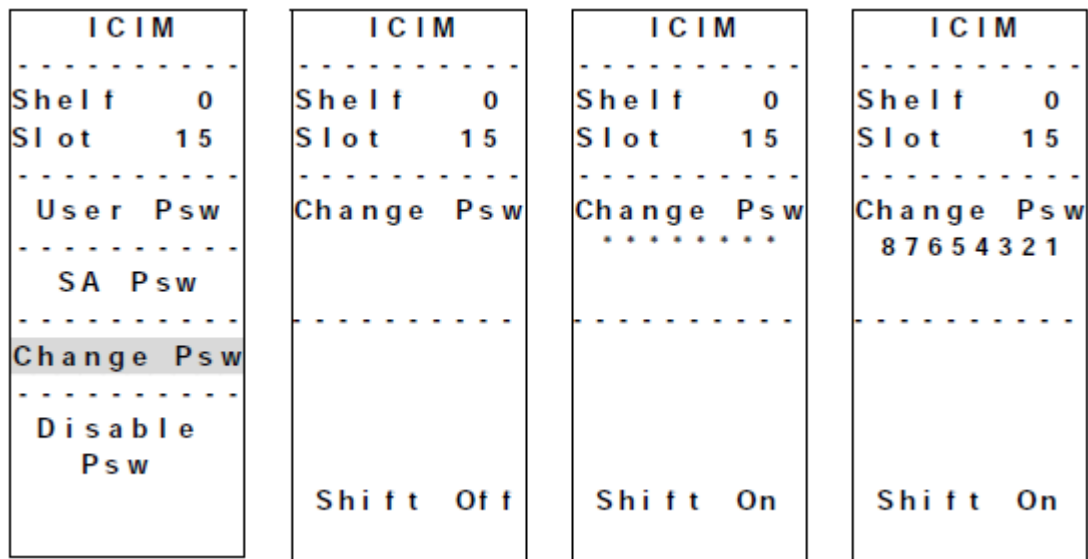 ICIM
----------
Shelf 0
Slot 15
----------
User Psw
----------
SA Psw
----------
Change Psw
----------
Disable
Psw
ICIM
----------
Shelf 0
Slot 15
----------
Change Psw
----------
Shift Off
ICIM
----------
Shelf 0
Slot 15
----------
Change Psw
********
----------
Shift On
ICIM
----------
Shelf 0
Slot 15
----------
Change Psw
87654321
----------
Shift On